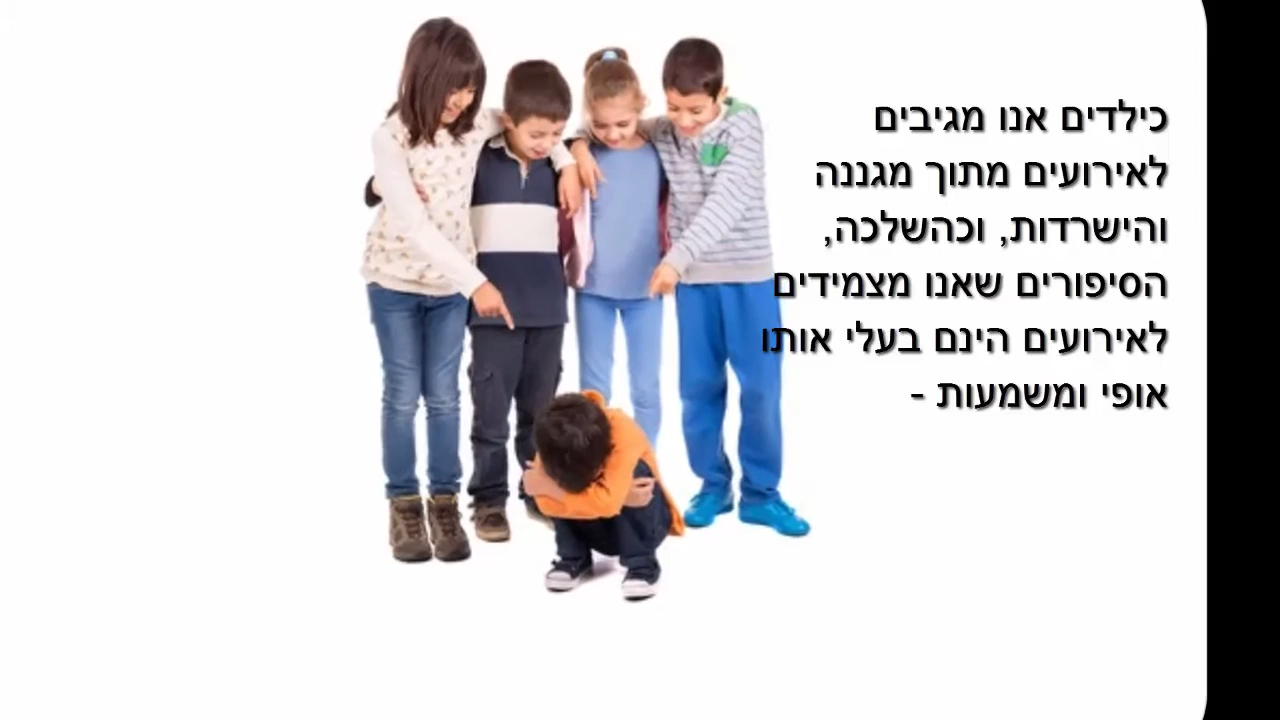 כילדים אנו מגיבים
לאירועים מתוך מגננה
והישרדות, וכהשלכה,
הסיפורים שאנו מצמידים
לאירועים הינם בעלי אותו
אופי ומשמעות -